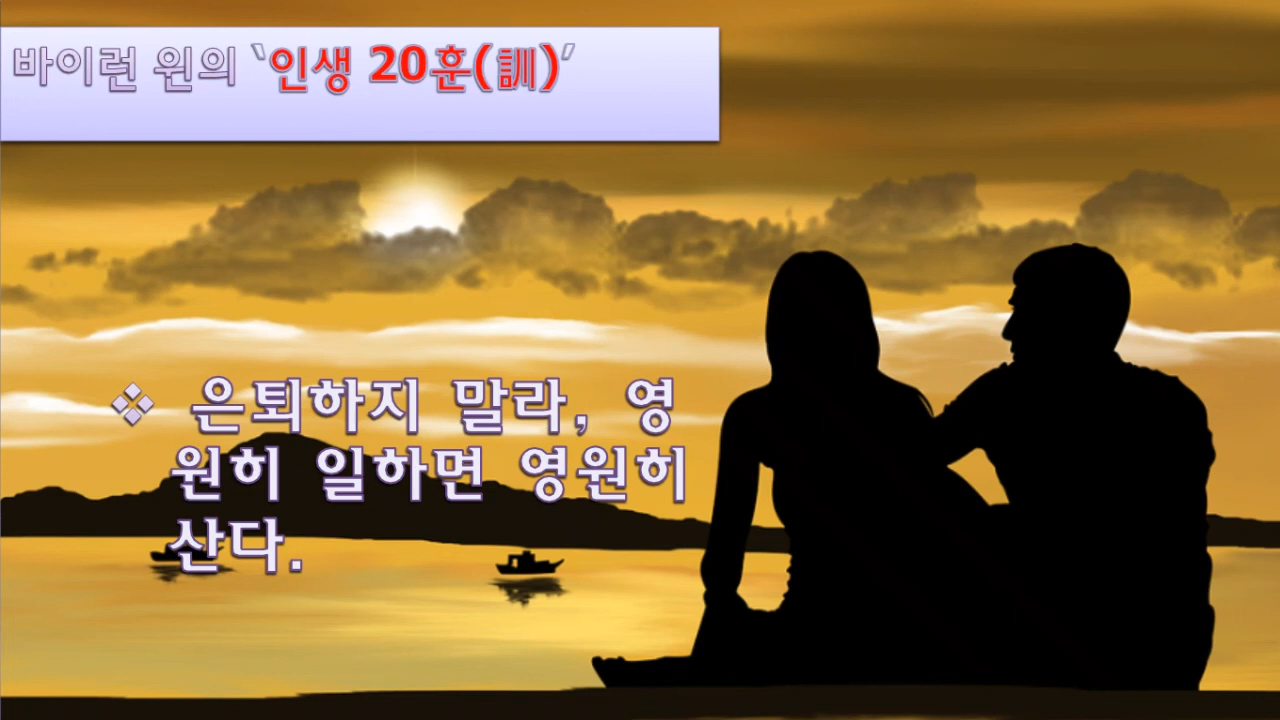 바이런 원의 ‵인생 20훈(訓)′
❖ 은퇴하지 말라, 영
원히 일하면 영원히
산다.